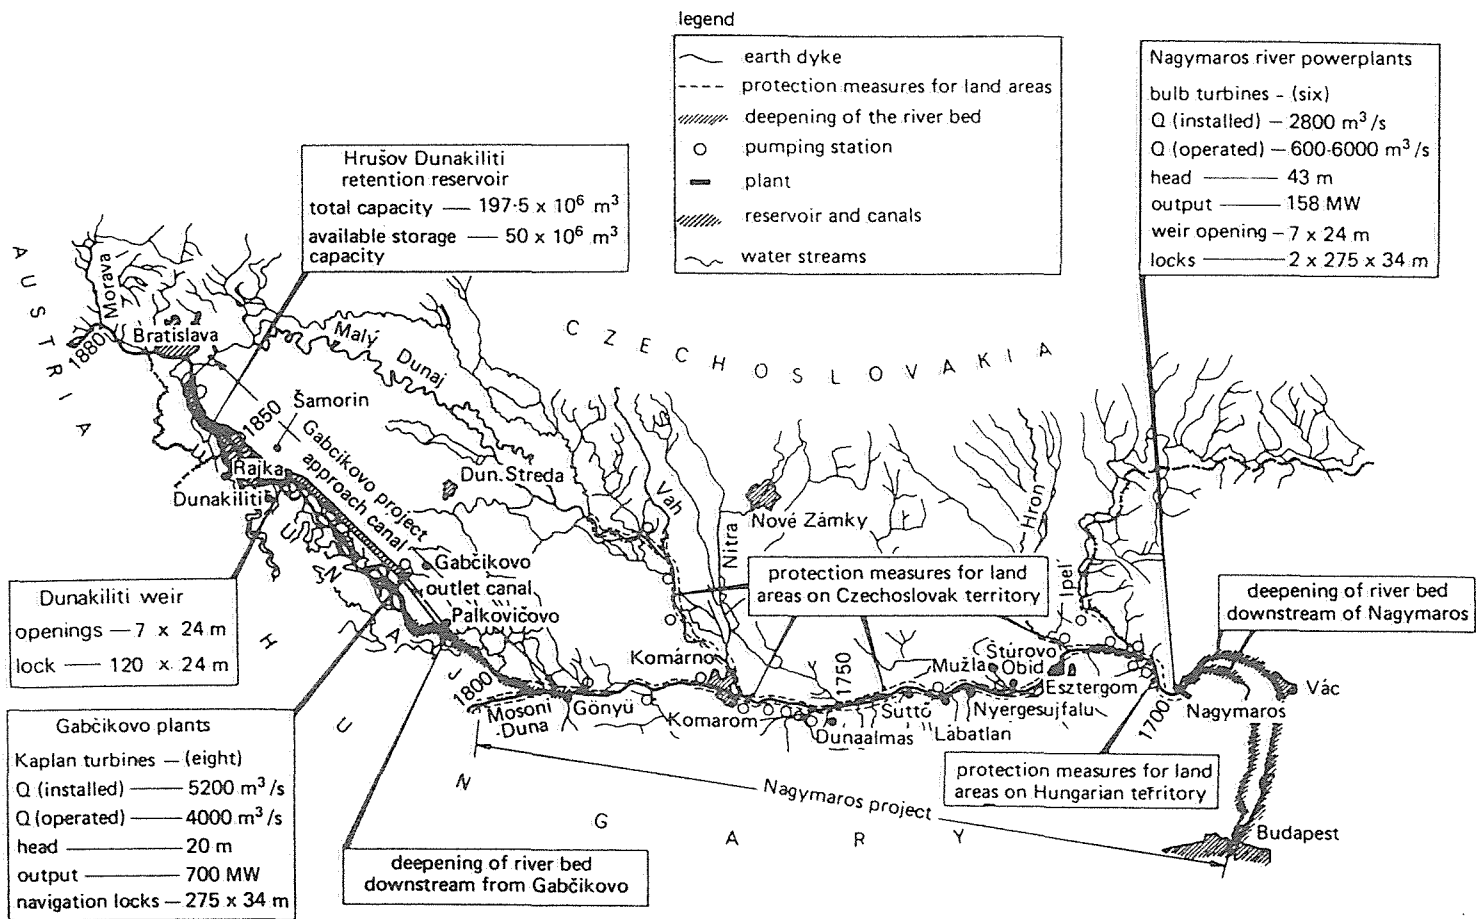 legend
earth dyke
protection measures for land areas
deepening of the river bed
pumping station
plant
reservoir and canals
water streams
Nagymaros river powerplants
bulb turbines - (six)
Q (installed) — 2800 m³/s
Q (operated) — 600-6000 m³/s
head — 43 m
output — 158 MW
weir opening — 7 x 24 m
locks — 2 x 275 x 34 m
Hrušov Dunakiliti
retention reservoir
total capacity — 197·5 x 10⁶ m³
available storage — 50 x 10⁶ m³
capacity
AUSTRIA
Morava
1880
Bratislava
Malý Dunaj
CZECHOSLOVAKIA
Šamorin
1850
Gabcikovo project
approach canal
Rajka
Dunakiliti
Dun. Streda
Vah
Nitra
Nové Zámky
Hron
Ipel'
Gabčikovo
outlet canal
Palkovičovo
protection measures for land
areas on Czechoslovak territory
deepening of river bed
downstream of Nagymaros
Dunakiliti weir
openings — 7 x 24 m
lock — 120 x 24 m
Komárno
1750
Mužla
Štúrovo
Obid
Esztergom
1700
Nagymaros
Vác
1800
Mosoni
Duna
Gönyü
Komarom
Dunaalmas
Süttő
Lábatlan
Nyergesujfalu
HUNGARY
Gabčikovo plants
Kaplan turbines — (eight)
Q (installed) — 5200 m³/s
Q (operated) — 4000 m³/s
head — 20 m
output — 700 MW
navigation locks — 275 x 34 m
protection measures for land
areas on Hungarian territory
Nagymaros project
Budapest
deepening of river bed
downstream from Gabčikovo